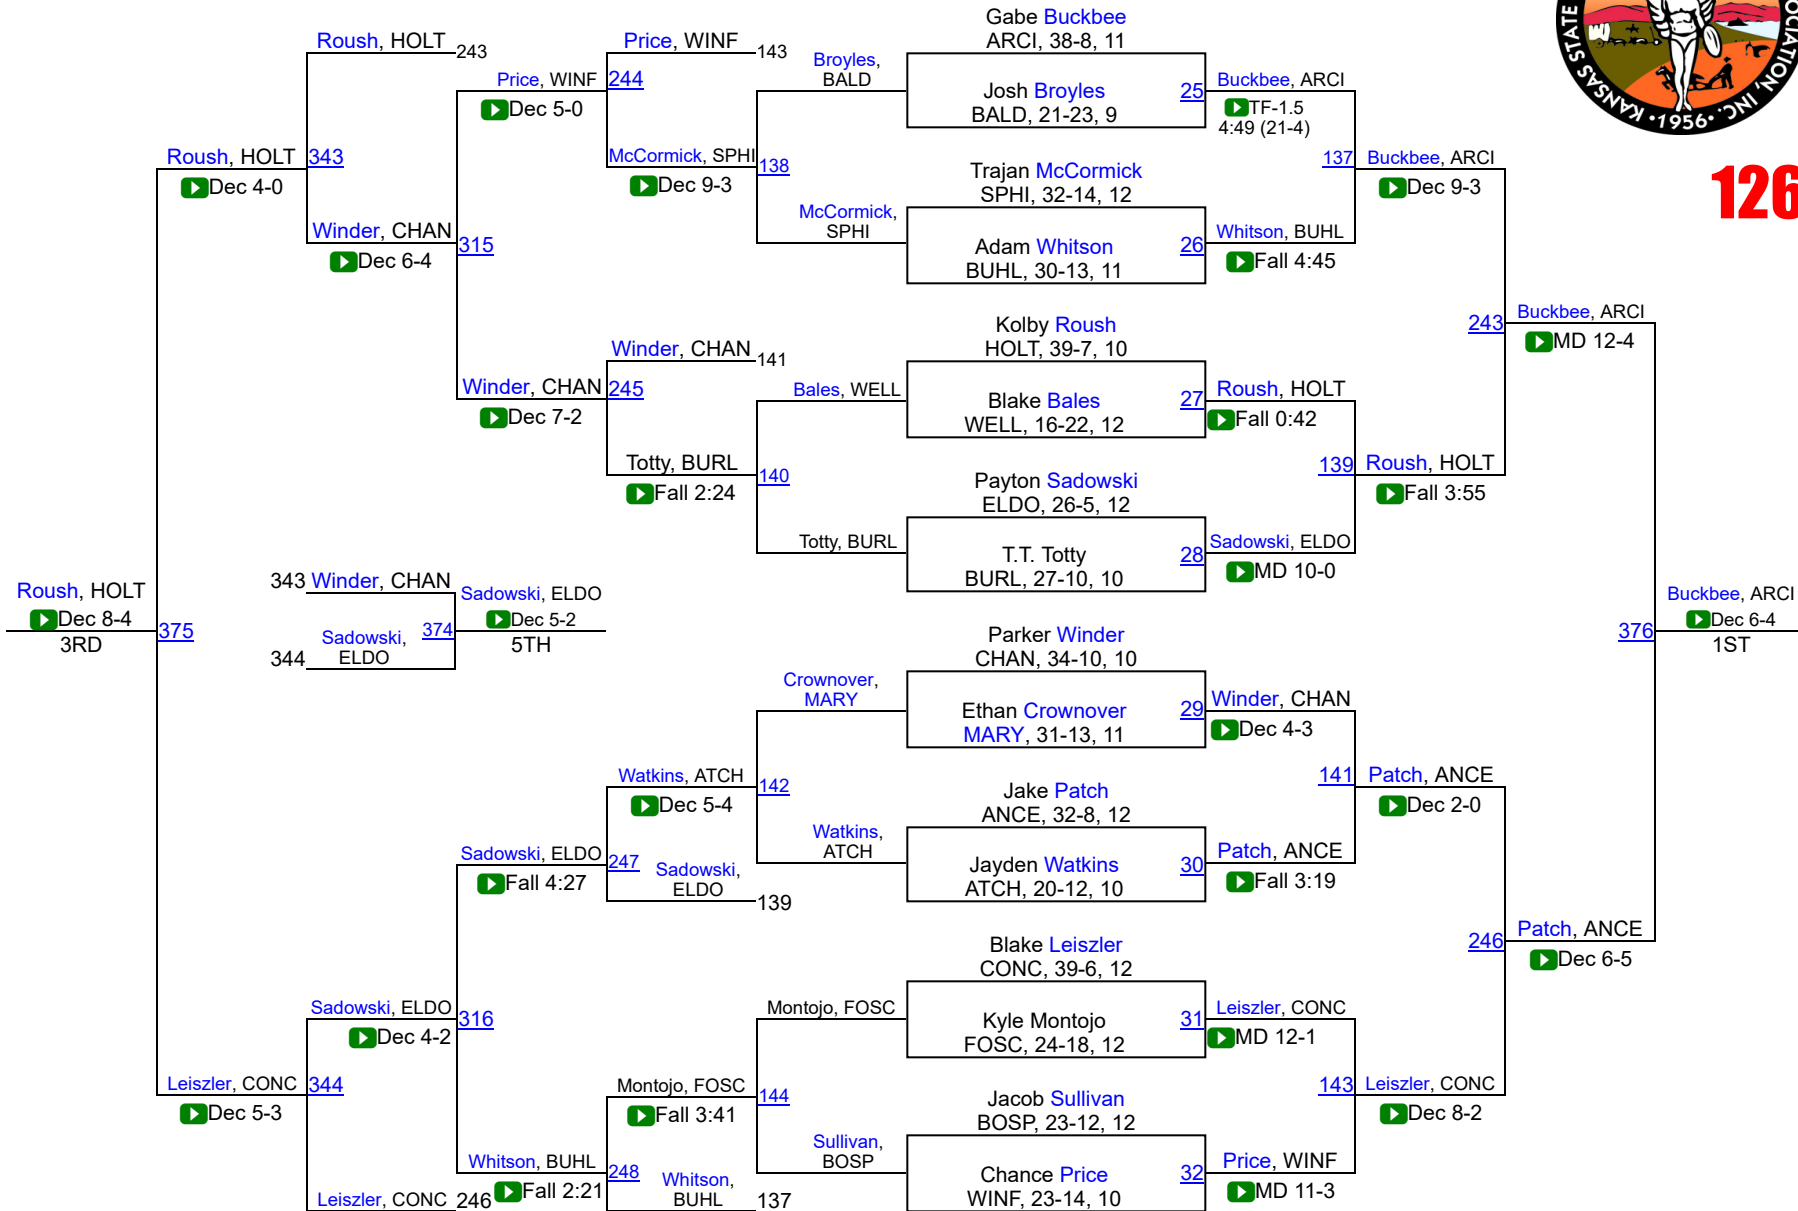 Roush, HOLT
243
Roush, HOLT
343
Dec 4-0
Winder, CHAN
315
Dec 6-4
Price, WINF
244
Dec 5-0
Price, WINF
143
McCormick, SPHI
138
Dec 9-3
Broyles,
BALD
McCormick,
SPHI
Winder, CHAN
245
Dec 7-2
Winder, CHAN
141
Totty, BURL
140
Fall 2:24
Bales, WELL
Totty, BURL
Roush, HOLT
Dec 8-4
3RD
375
343 Winder, CHAN
344
Sadowski,
ELDO
374
Sadowski, ELDO
Dec 5-2
5TH
Crownover,
MARY
Watkins, ATCH
142
Dec 5-4
Watkins,
ATCH
Sadowski, ELDO
247
Fall 4:27
Sadowski,
ELDO
139
Sadowski, ELDO
316
Dec 4-2
Montojo, FOSC
Montojo, FOSC
144
Fall 3:41
Sullivan,
BOSP
Leiszler, CONC
344
Dec 5-3
Whitson, BUHL
248
Fall 2:21
Whitson,
BUHL
137
Leiszler, CONC
246
Gabe Buckbee
ARCI, 38-8, 11
Josh Broyles
BALD, 21-23, 9
25
Trajan McCormick
SPHI, 32-14, 12
Adam Whitson
BUHL, 30-13, 11
26
Kolby Roush
HOLT, 39-7, 10
Blake Bales
WELL, 16-22, 12
27
Payton Sadowski
ELDO, 26-5, 12
T.T. Totty
BURL, 27-10, 10
28
Parker Winder
CHAN, 34-10, 10
Ethan Crownover
MARY, 31-13, 11
29
Jake Patch
ANCE, 32-8, 12
Jayden Watkins
ATCH, 20-12, 10
30
Blake Leiszler
CONC, 39-6, 12
Kyle Montojo
FOSC, 24-18, 12
31
Jacob Sullivan
BOSP, 23-12, 12
Chance Price
WINF, 23-14, 10
32
Buckbee, ARCI
TF-1.5
4:49 (21-4)
137
Whitson, BUHL
Fall 4:45
Buckbee, ARCI
Dec 9-3
Roush, HOLT
Fall 0:42
139
Sadowski, ELDO
MD 10-0
Roush, HOLT
Fall 3:55
243
Buckbee, ARCI
MD 12-4
Winder, CHAN
Dec 4-3
141
Patch, ANCE
Fall 3:19
Patch, ANCE
Dec 2-0
Leiszler, CONC
MD 12-1
143
Price, WINF
MD 11-3
Leiszler, CONC
Dec 8-2
246
Patch, ANCE
Dec 6-5
376
Buckbee, ARCI
Dec 6-4
1ST
KANSAS STATE
INC.
•1956•
126